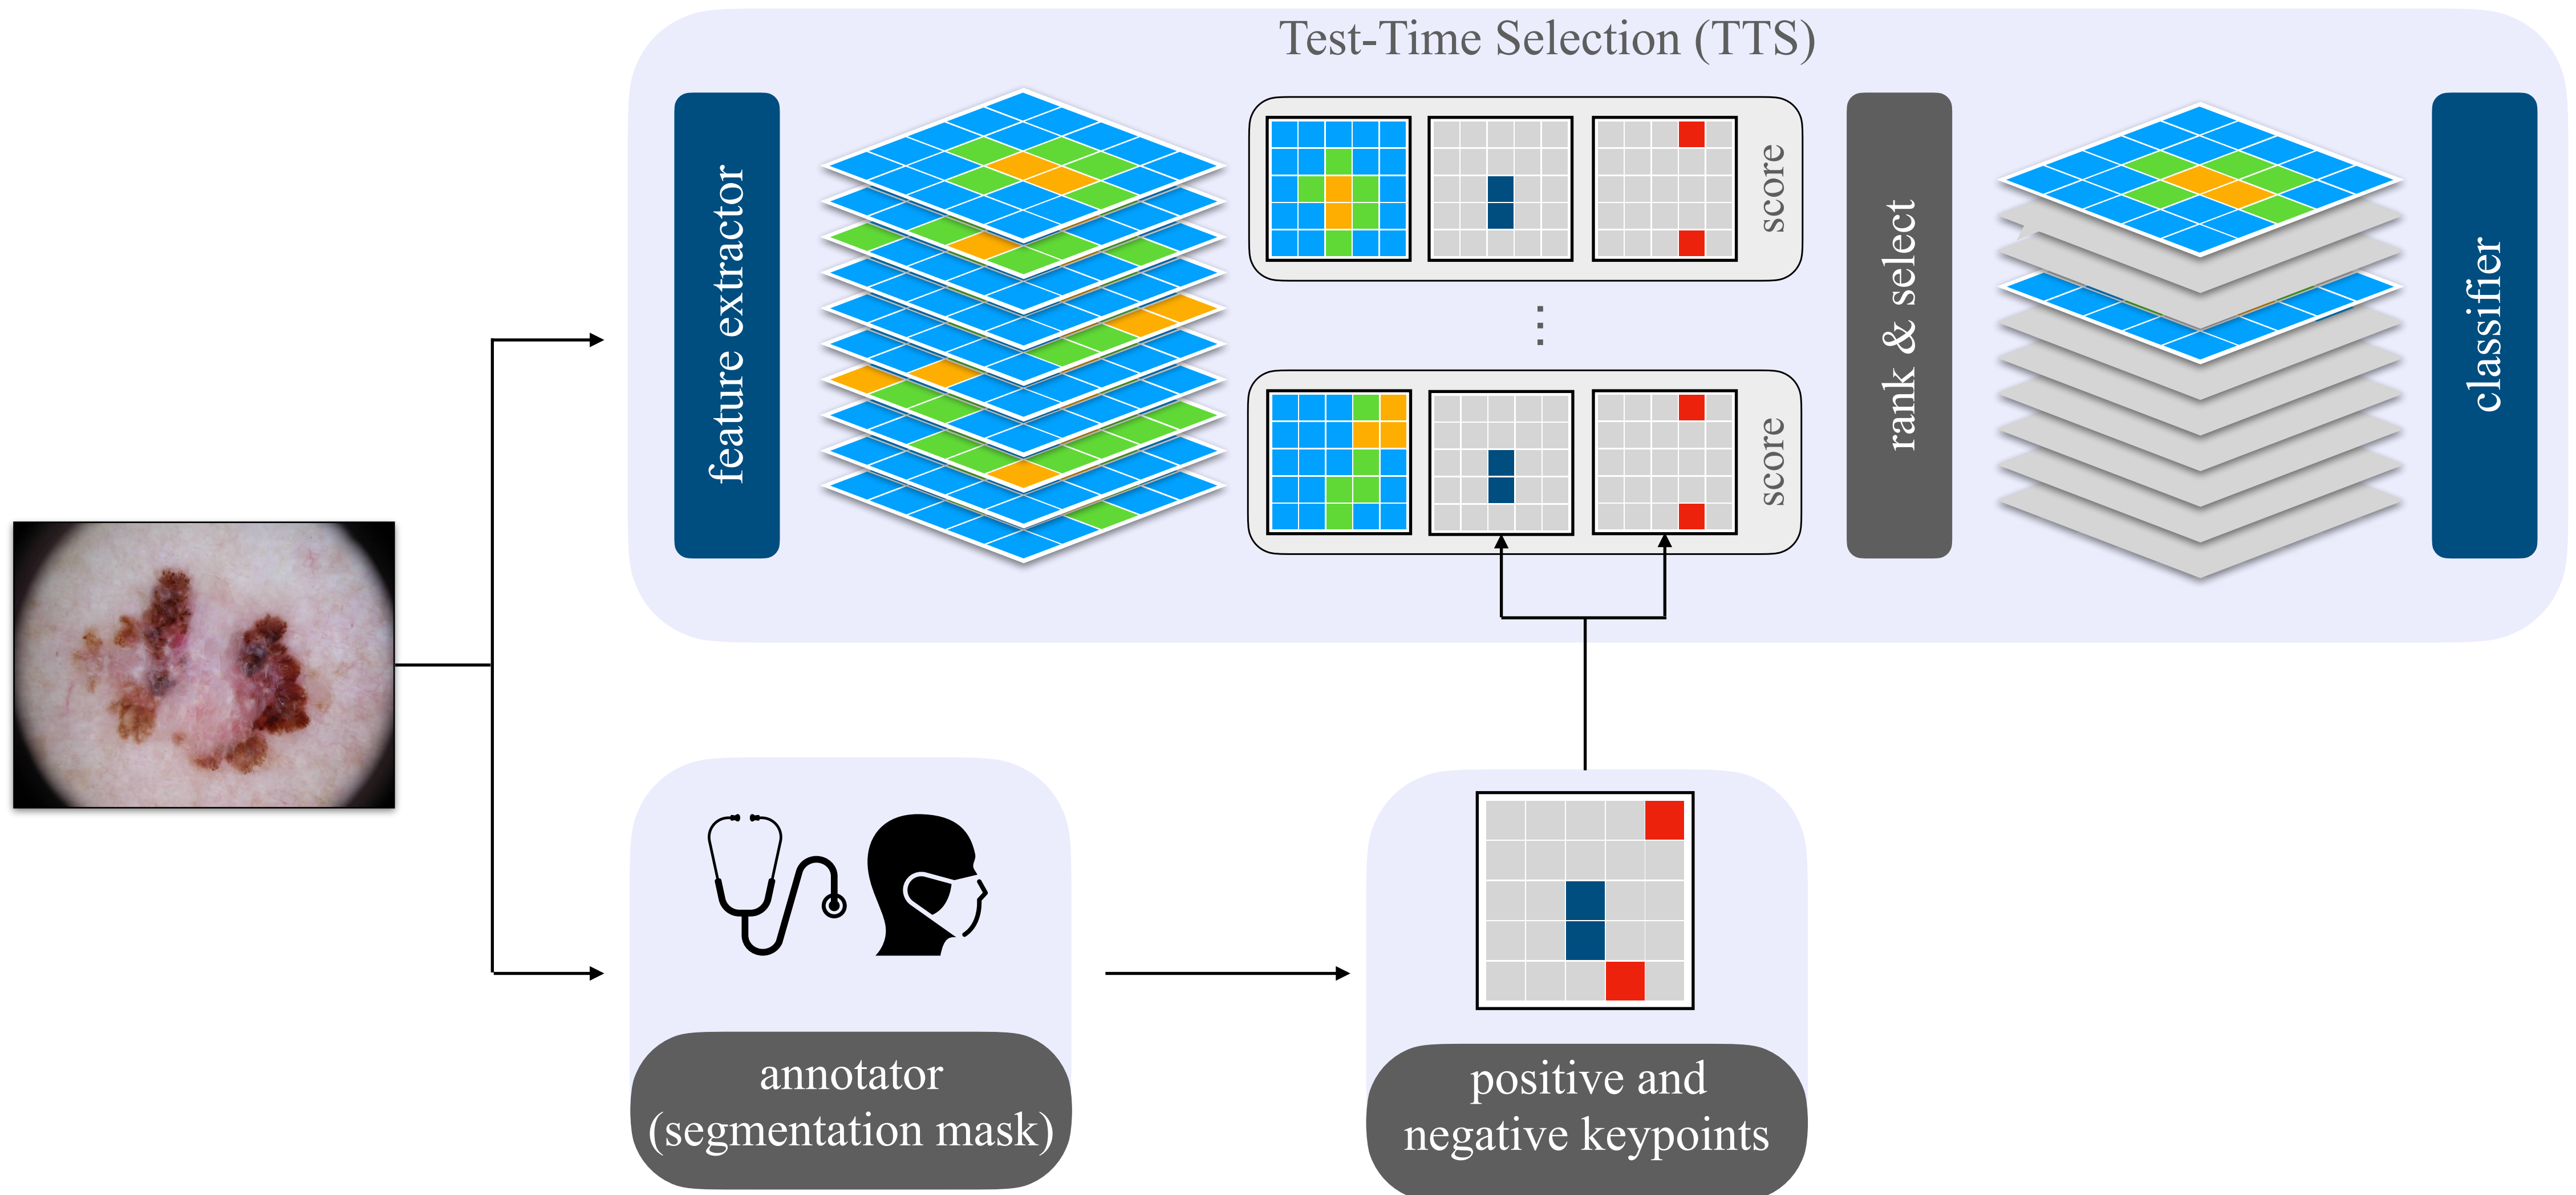 Test-Time Selection (TTS)
feature extractor
score
score
rank & select
classifier
annotator
(segmentation mask)
positive and
negative keypoints